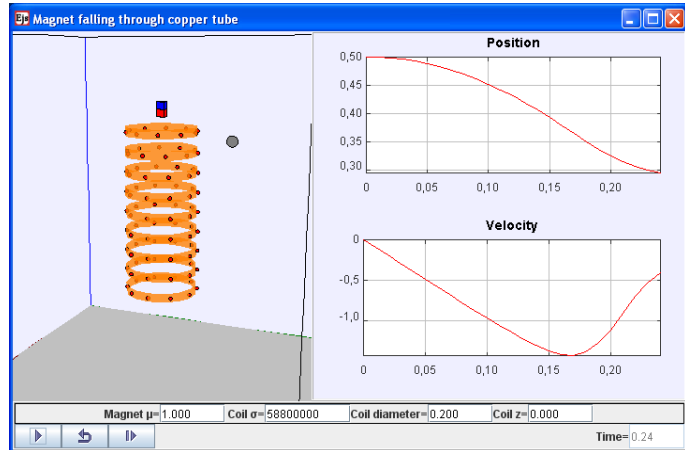 Ejs Magnet falling through copper tube
Position
0,50
0,45
0,40
0,35
0,30
0 0,05 0,10 0,15 0,20
Velocity
0
-0,5
-1,0
0 0,05 0,10 0,15 0,20
Magnet µ= 1.000 Coil σ= 58800000 Coil diameter= 0.200 Coil z= 0.000
Time= 0.24